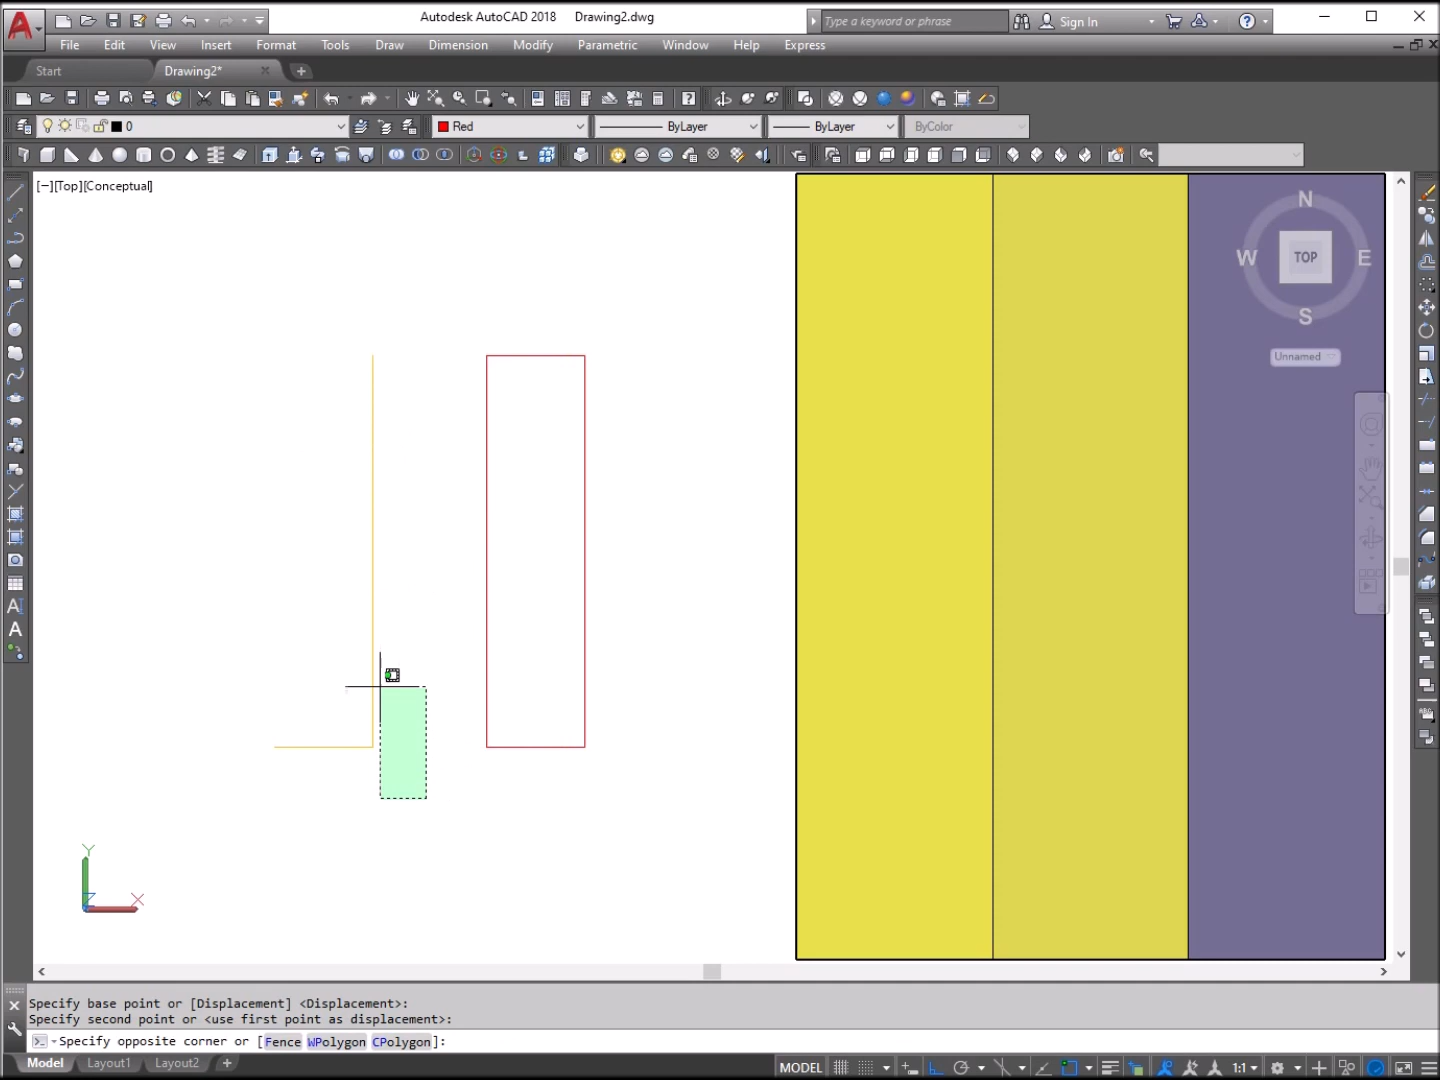 A Autodesk AutoCAD 2018 Drawing2.dwg Type a keyword or phrase Sign In ?
File Edit View Insert Format Tools Draw Dimension Modify Parametric Window Help Express
Start Drawing2* +
0 Red ByLayer ByLayer ByColor
[−][Top][Conceptual]
N
W TOP E
S
Unnamed
A
A
Y
Z X
Specify base point or [Displacement] <Displacement>:
Specify second point or <use first point as displacement>:
Specify opposite corner or [Fence WPolygon CPolygon]:
Model Layout1 Layout2 + MODEL 1:1